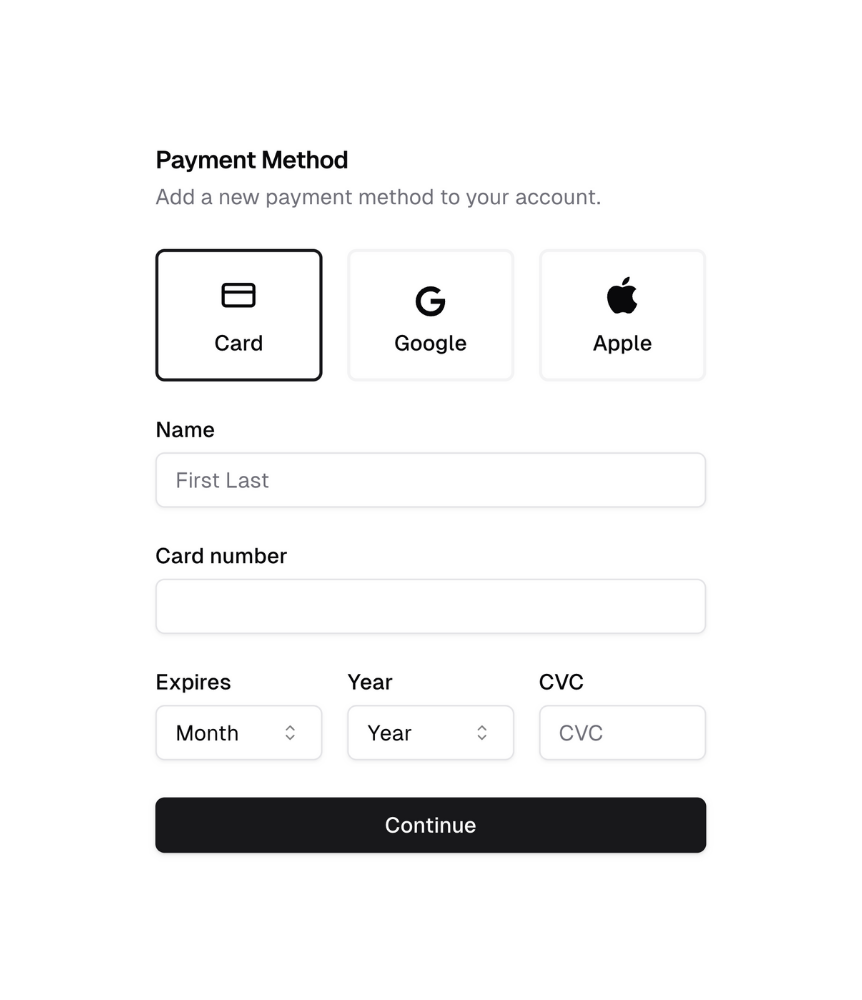 Payment Method
Add a new payment method to your account.
Card Google Apple
Name
First Last
Card number
Expires Year CVC
Month Year CVC
Continue